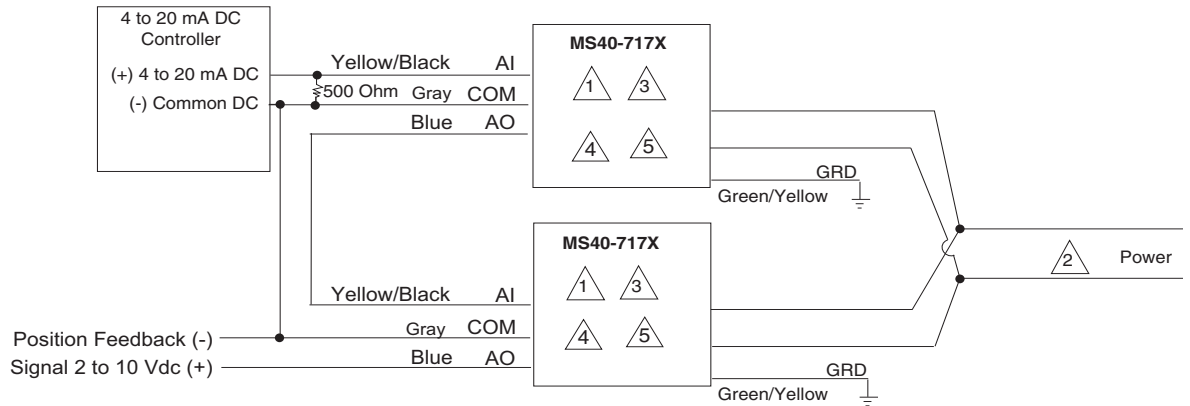 4 to 20 mA DC
Controller
(+) 4 to 20 mA DC
(-) Common DC
Yellow/Black AI
500 Ohm Gray COM
Blue AO
MS40-717X
1 3
4 5
GRD
Green/Yellow
2 Power
MS40-717X
1 3
4 5
Yellow/Black AI
Gray COM
Blue AO
Position Feedback (-)
Signal 2 to 10 Vdc (+)
GRD
Green/Yellow